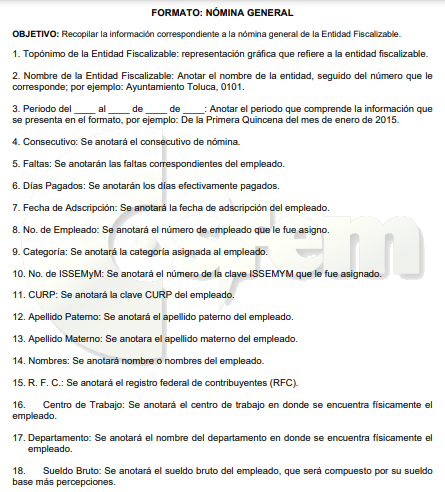 FORMATO: NÓMINA GENERAL
OBJETIVO: Recopilar la información correspondiente a la nómina general de la Entidad Fiscalizable.
1. Topónimo de la Entidad Fiscalizable: representación gráfica que refiere a la entidad fiscalizable.
2. Nombre de la Entidad Fiscalizable: Anotar el nombre de la entidad, seguido del número que le
corresponde; por ejemplo: Ayuntamiento Toluca, 0101.
3. Periodo del ____ al ____ de ____ de ____: Anotar el periodo que comprende la información que
se presenta en el formato, por ejemplo: De la Primera Quincena del mes de enero de 2015.
4. Consecutivo: Se anotará el consecutivo de nómina.
5. Faltas: Se anotarán las faltas correspondientes del empleado.
6. Días Pagados: Se anotarán los días efectivamente pagados.
7. Fecha de Adscripción: Se anotará la fecha de adscripción del empleado.
8. No. de Empleado: Se anotará el número de empleado que le fue asigno.
9. Categoría: Se anotará la categoría asignada al empleado.
10. No. de ISSEMyM: Se anotará el número de la clave ISSEMYM que le fue asignado.
11. CURP: Se anotará la clave CURP del empleado.
12. Apellido Paterno: Se anotará el apellido paterno del empleado.
13. Apellido Materno: Se anotara el apellido materno del empleado.
14. Nombres: Se anotará nombre o nombres del empleado.
15. R. F. C.: Se anotará el registro federal de contribuyentes (RFC).
16. Centro de Trabajo: Se anotará el centro de trabajo en donde se encuentra físicamente el
empleado.
17. Departamento: Se anotará el nombre del departamento en donde se encuentra físicamente el
empleado.
18. Sueldo Bruto: Se anotará el sueldo bruto del empleado, que será compuesto por su sueldo
base más percepciones.
osfem